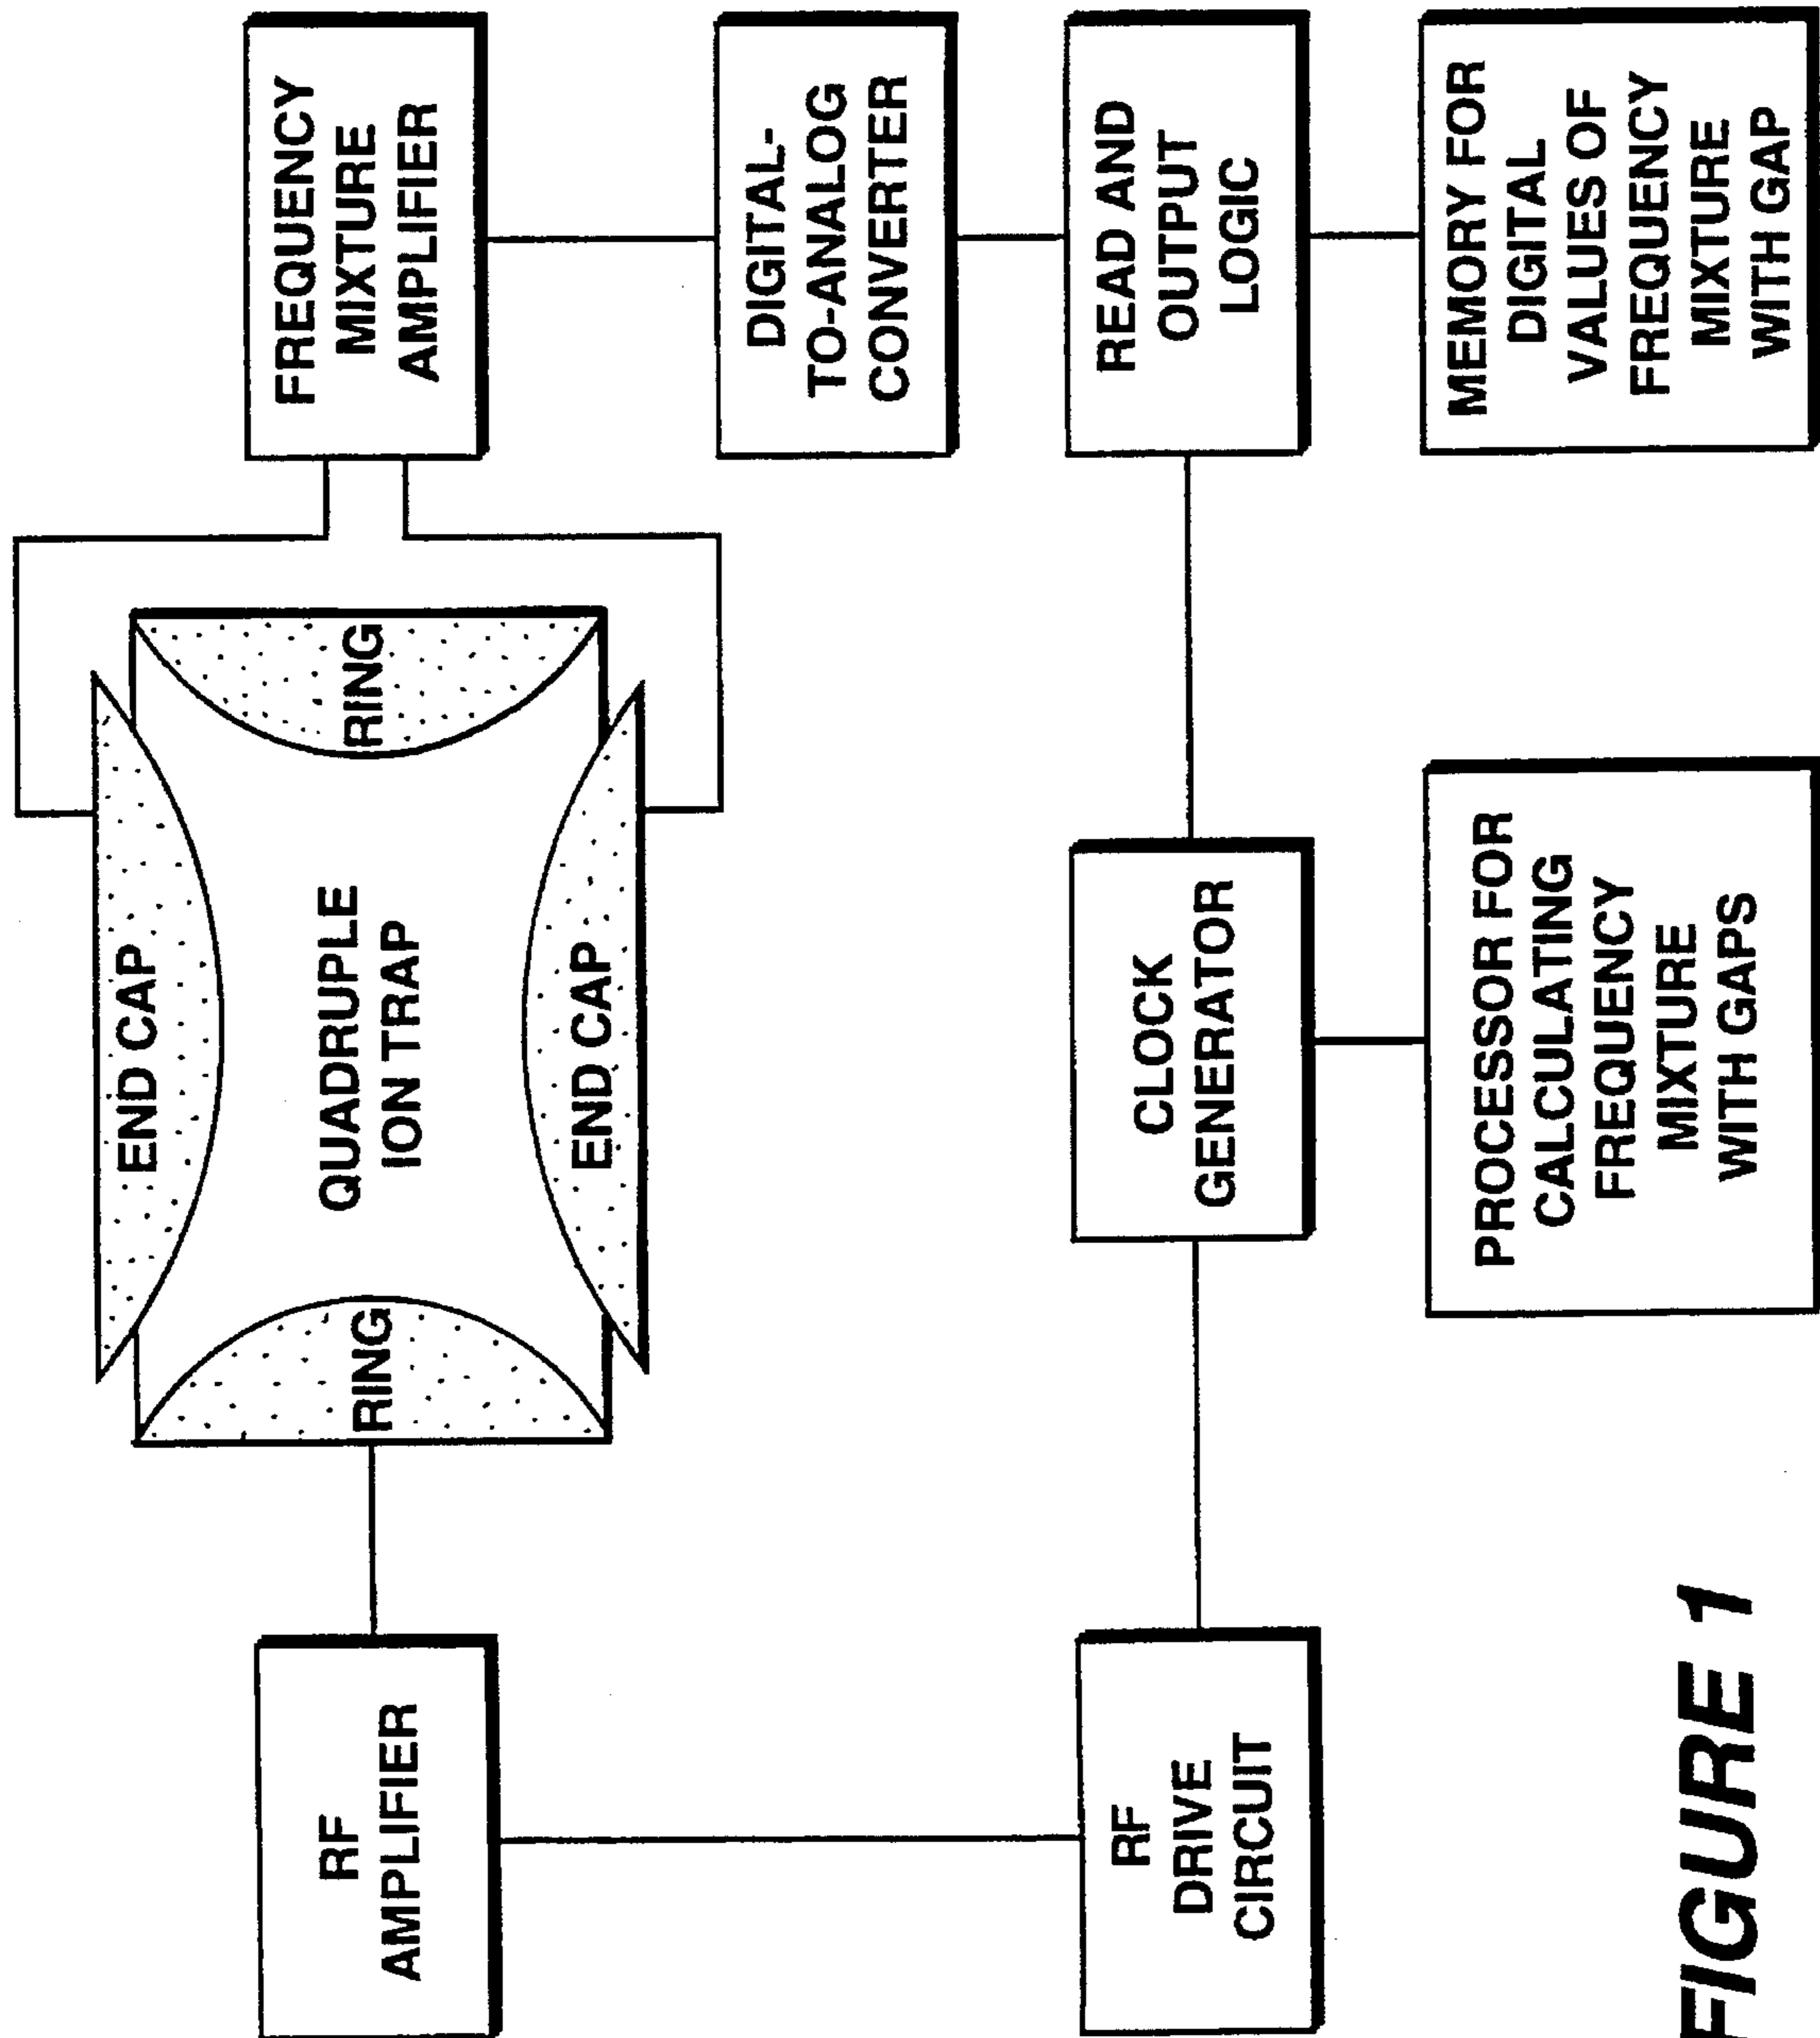 FREQUENCY
MIXTURE
AMPLIFIER
DIGITAL-
TO-ANALOG
CONVERTER
READ AND
OUTPUT
LOGIC
MEMORY FOR
DIGITAL
VALUES OF
FREQUENCY
MIXTURE
WITH GAP
END CAP
RING
QUADRUPLE
ION TRAP
RING
END CAP
CLOCK
GENERATOR
PROCESSOR FOR
CALCULATING
FREQUENCY
MIXTURE
WITH GAPS
RF
AMPLIFIER
RF
DRIVE
CIRCUIT
FIGURE 1